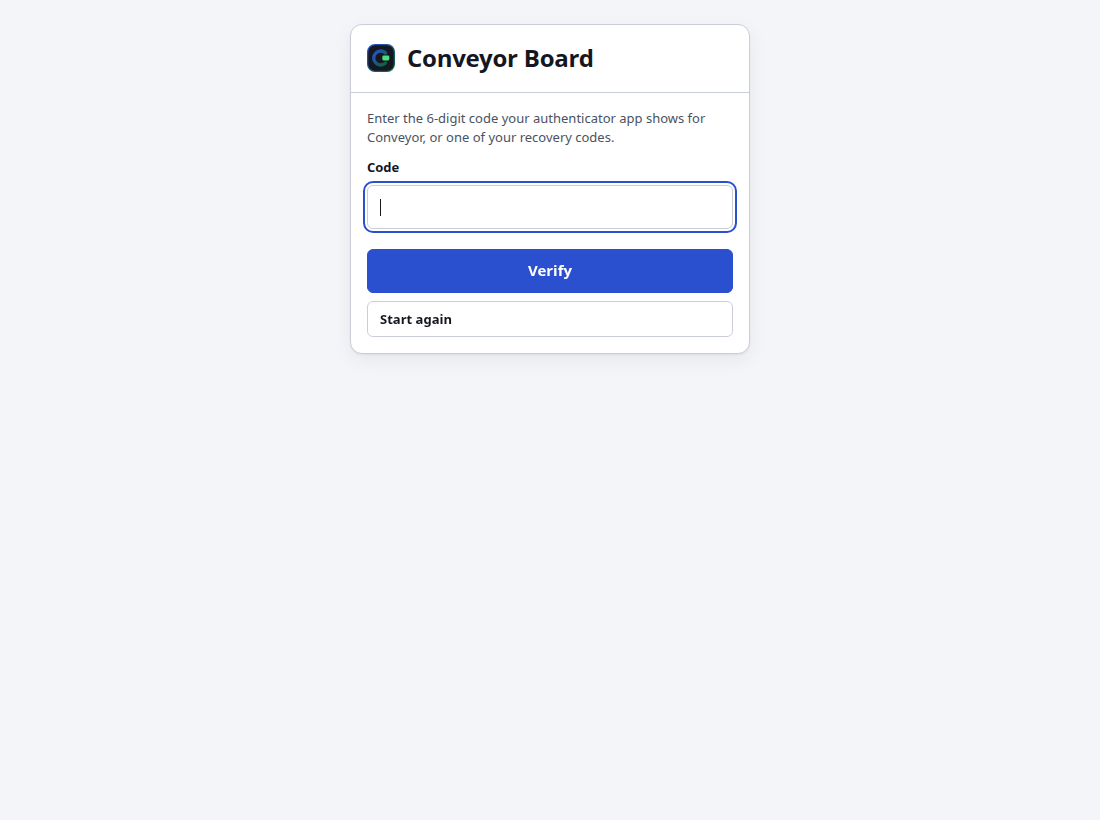 Conveyor Board
Enter the 6-digit code your authenticator app shows for
Conveyor, or one of your recovery codes.
Code
Verify
Start again